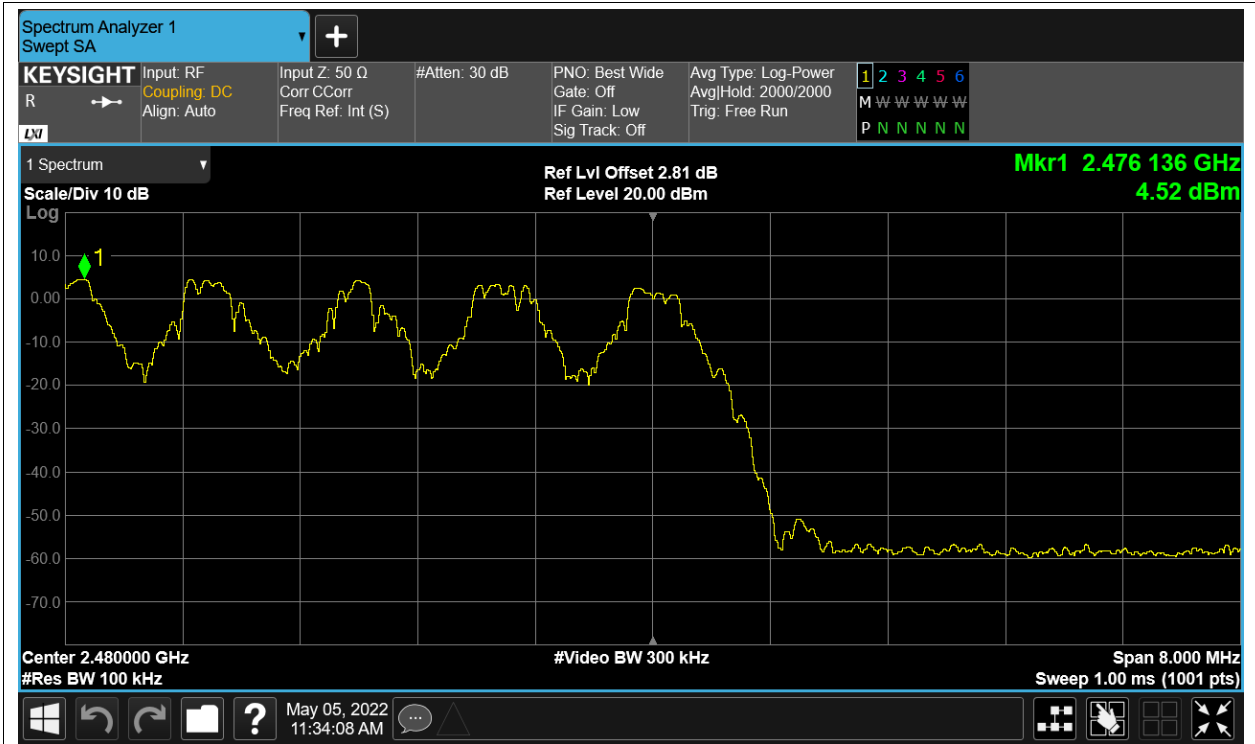 Spectrum Analyzer 1
Swept SA
KEYSIGHT
R
LXI
Input: RF
Coupling: DC
Align: Auto
Input Z: 50 Ω
Corr CCorr
Freq Ref: Int (S)
#Atten: 30 dB
PNO: Best Wide
Gate: Off
IF Gain: Low
Sig Track: Off
Avg Type: Log-Power
Avg|Hold: 2000/2000
Trig: Free Run
1 2 3 4 5 6
M W W W W W
P N N N N N
1 Spectrum
Scale/Div 10 dB
Log
Ref Lvl Offset 2.81 dB
Ref Level 20.00 dBm
Mkr1 2.476 136 GHz
4.52 dBm
1
10.0
0.00
-10.0
-20.0
-30.0
-40.0
-50.0
-60.0
-70.0
Center 2.480000 GHz
#Video BW 300 kHz
Span 8.000 MHz
#Res BW 100 kHz
Sweep 1.00 ms (1001 pts)
?
May 05, 2022
11:34:08 AM